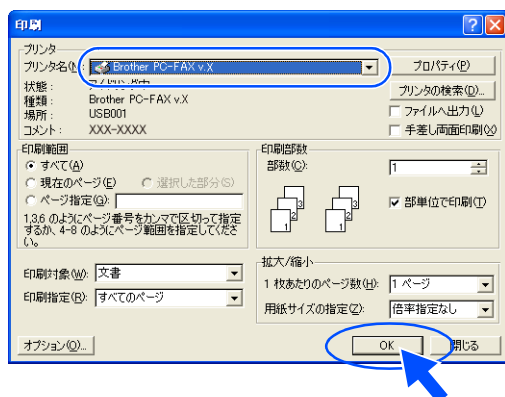 印刷
プリンタ
プリンタ名(N): Brother PC-FAX v.X
プロパティ(P)
状態:
プリンタの検索(D)...
種類: Brother PC-FAX v.X
場所: USB001
ファイルへ出力(L)
コメント: XXX-XXXX
手差し両面印刷(X)
印刷範囲
すべて(A)
現在のページ(E) 選択した部分(S)
ページ指定(G):
1,3,6 のようにページ番号をカンマで区切って指定
するか、4-8 のようにページ範囲を指定してくださ
い。
印刷部数
部数(C): 1
部単位で印刷(T)
1 2 3
1 2 3
印刷対象(W): 文書
印刷指定(R): すべてのページ
拡大/縮小
1 枚あたりのページ数(H): 1 ページ
用紙サイズの指定(Z): 倍率指定なし
オプション(O)...
OK
閉じる